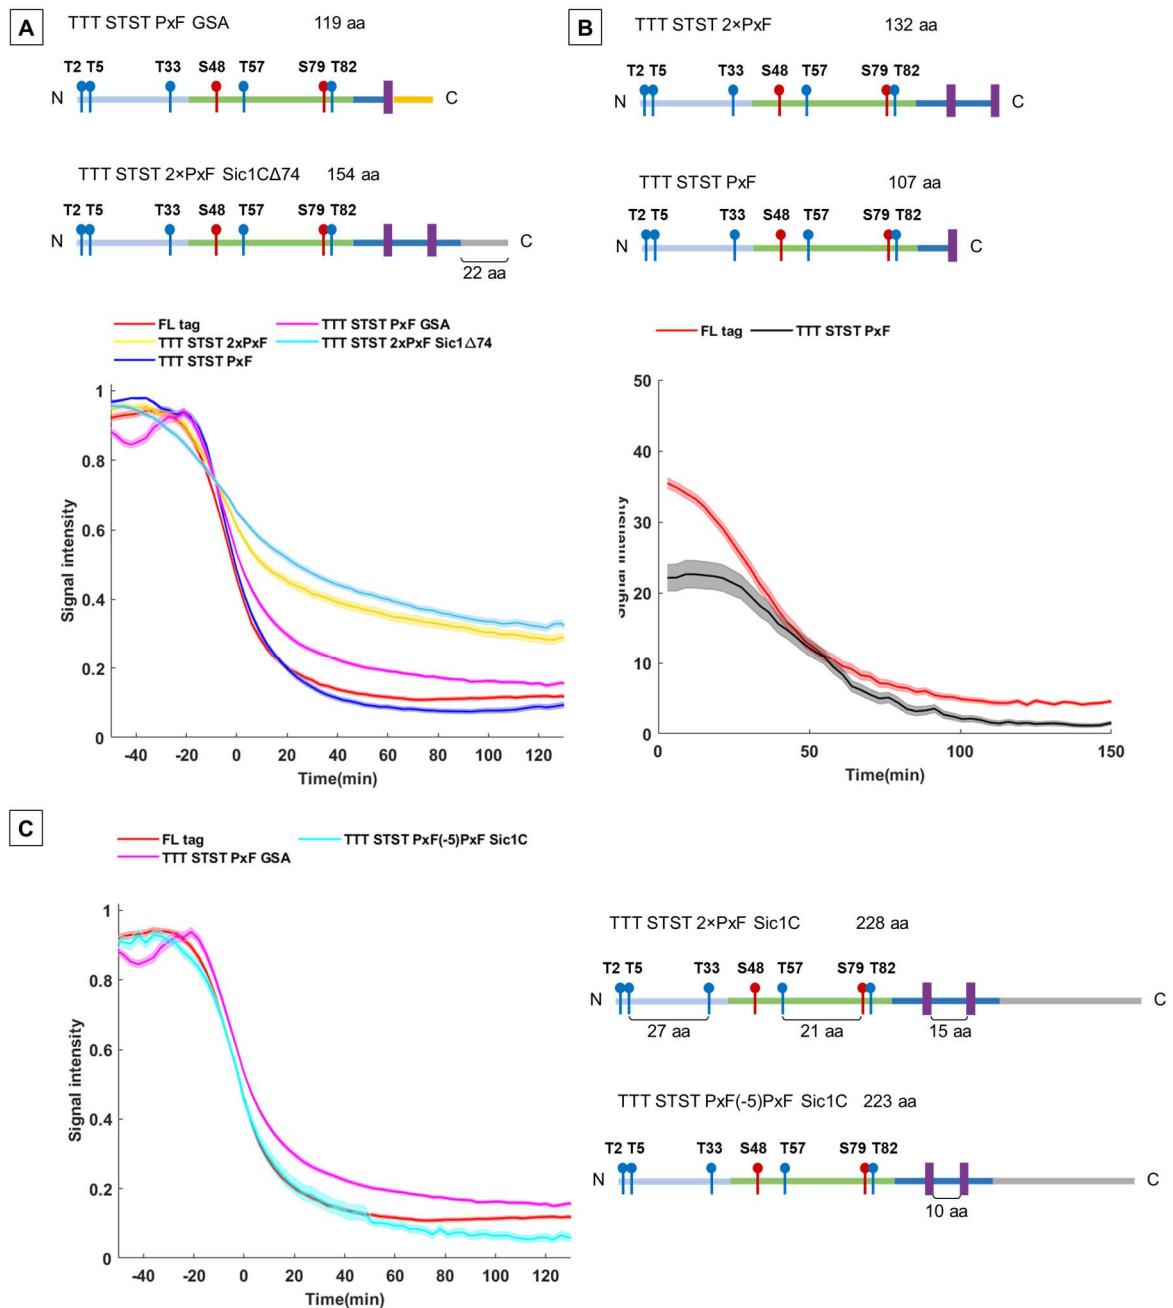 A
TTT STST PxF GSA 119 aa
T2 T5 T33 S48 T57 S79 T82
N C
TTT STST 2×PxF Sic1CΔ74 154 aa
T2 T5 T33 S48 T57 S79 T82
N C
22 aa
FL tag TTT STST PxF GSA
TTT STST 2xPxF TTT STST 2xPxF Sic1△74
TTT STST PxF
1
0.8
0.6
0.4
0.2
0
Signal intensity
-40 -20 0 20 40 60 80 100 120
Time(min)
B
TTT STST 2×PxF 132 aa
T2 T5 T33 S48 T57 S79 T82
N C
TTT STST PxF 107 aa
T2 T5 T33 S48 T57 S79 T82
N C
FL tag TTT STST PxF
50
40
30
20
10
0
Signal intensity
0 50 100 150
Time(min)
C
FL tag TTT STST PxF(-5)PxF Sic1C
TTT STST PxF GSA
1
0.8
0.6
0.4
0.2
0
Signal intensity
-40 -20 0 20 40 60 80 100 120
Time(min)
TTT STST 2×PxF Sic1C 228 aa
T2 T5 T33 S48 T57 S79 T82
N C
27 aa 21 aa 15 aa
TTT STST PxF(-5)PxF Sic1C 223 aa
T2 T5 T33 S48 T57 S79 T82
N C
10 aa